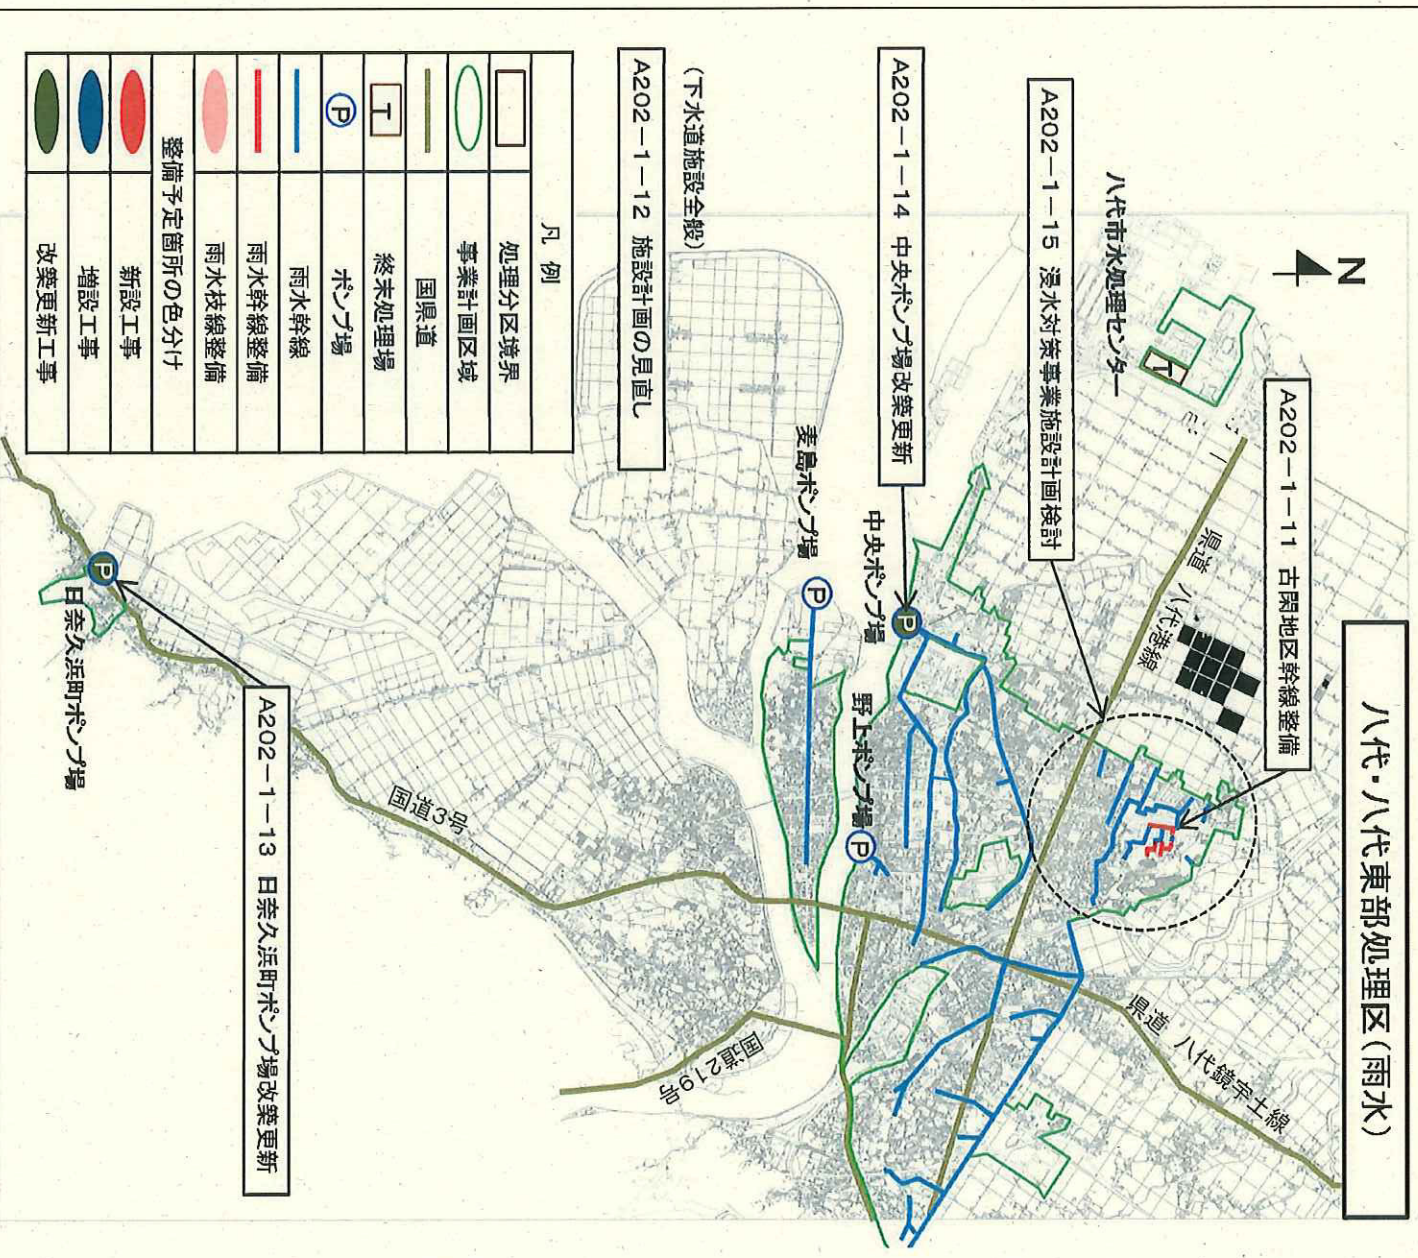 八代・八代東部処理区(雨水)
N
A202-1-11 古閑地区幹線整備
八代市水処理センター
T
A202-1-15 浸水対策事業施設計画検討
県道 八代港線
県道 八代鏡宇土線
A202-1-14 中央ポンプ場改築更新
中央ポンプ場
P
野上ポンプ場
P
麦島ポンプ場
P
(下水道施設全般)
A202-1-12 施設計画の見直し
国道219号
国道3号
A202-1-13 日奈久浜町ポンプ場改築更新
日奈久浜町ポンプ場
P
凡 例
処理分区境界
事業計画区域
国県道
T 終末処理場
P ポンプ場
雨水幹線
雨水幹線整備
雨水枝線整備
整備予定箇所の色分け
新設工事
増設工事
改築更新工事